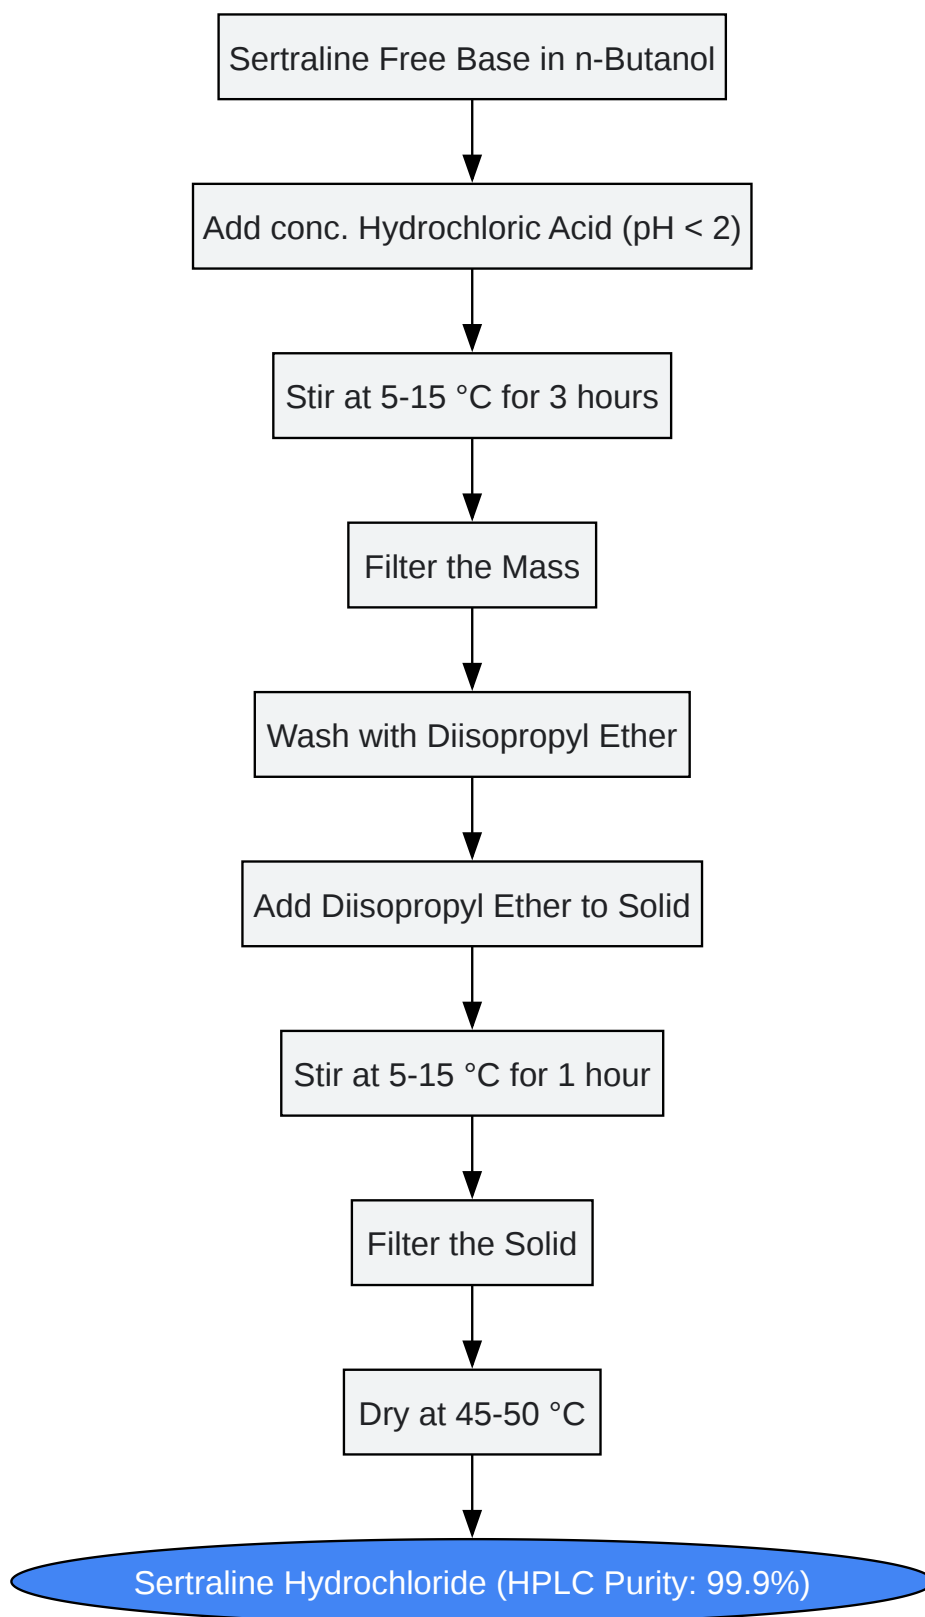 Sertraline Free Base in n-Butanol
Add conc. Hydrochloric Acid (pH < 2)
Stir at 5-15 °C for 3 hours
Filter the Mass
Wash with Diisopropyl Ether
Add Diisopropyl Ether to Solid
Stir at 5-15 °C for 1 hour
Filter the Solid
Dry at 45-50 °C
Sertraline Hydrochloride (HPLC Purity: 99.9%)